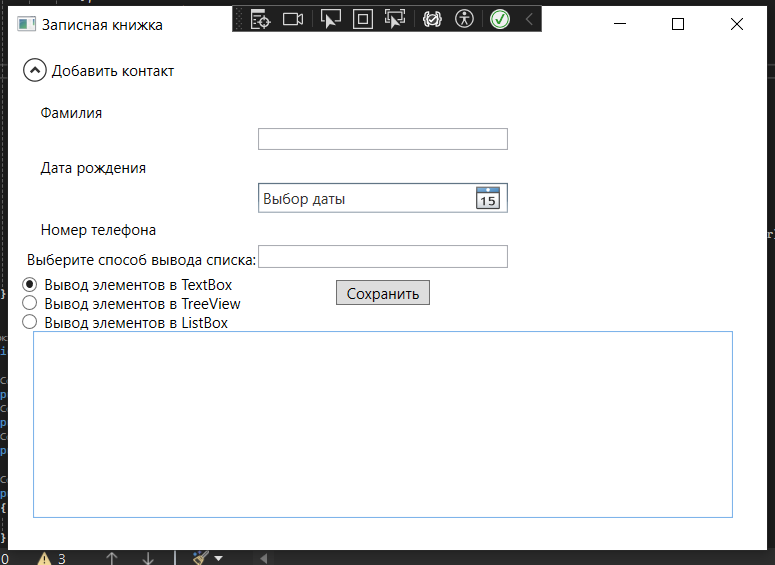 Записная книжка
Добавить контакт
Фамилия
Дата рождения
Выбор даты
15
Номер телефона
Выберите способ вывода списка:
Вывод элементов в TextBox
Сохранить
Вывод элементов в TreeView
Вывод элементов в ListBox
0
3